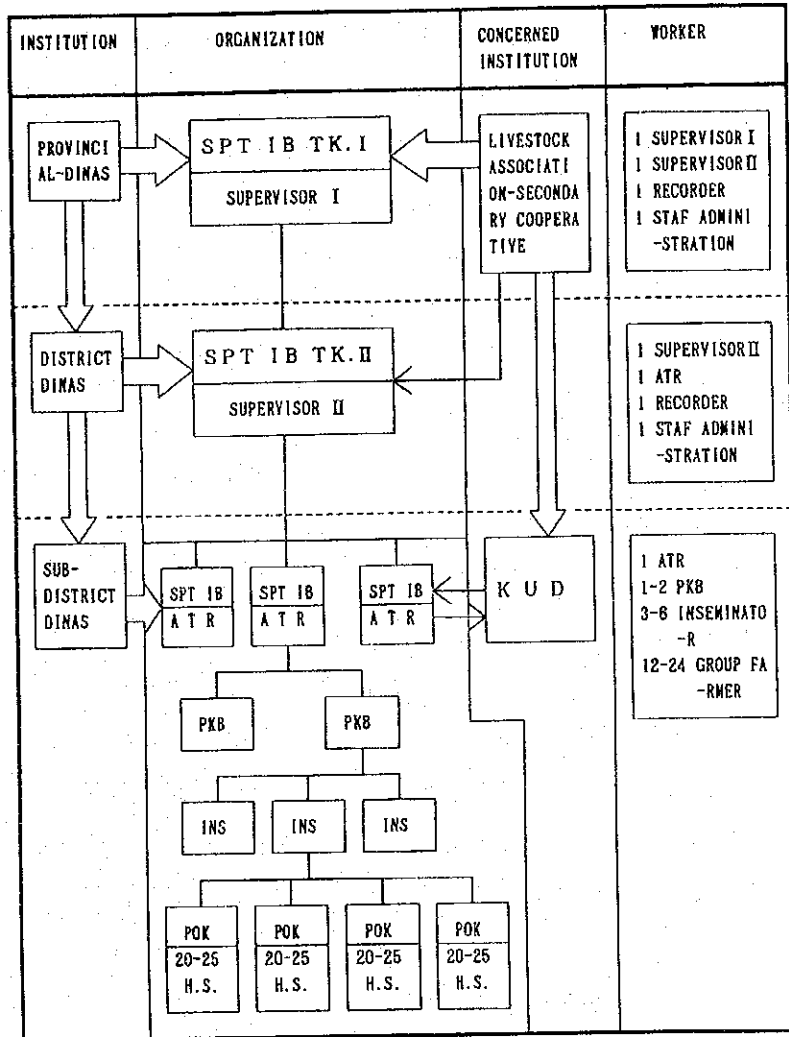 INSTITUTION
ORGANIZATION
CONCERNED
INSTITUTION
WORKER
PROVINCI
AL-DINAS
SPT IB TK.I
SUPERVISOR I
LIVESTOCK
ASSOCIATI
ON-SECONDA
RY COOPERA
TIVE
1 SUPERVISOR I
1 SUPERVISOR II
1 RECORDER
1 STAF ADMINI
-STRATION
DISTRICT
DINAS
SPT IB TK.II
SUPERVISOR II
1 SUPERVISOR II
1 ATR
1 RECORDER
1 STAF ADMINI
-STRATION
SUB-
DISTRICT
DINAS
SPT IB
ATR
SPT IB
ATR
SPT IB
ATR
KUD
1 ATR
1-2 PKB
3-6 INSEMINATO
-R
12-24 GROUP FA
-RMER
PKB
PKB
INS
INS
INS
POK
20-25
H.S.
POK
20-25
H.S.
POK
20-25
H.S.
POK
20-25
H.S.